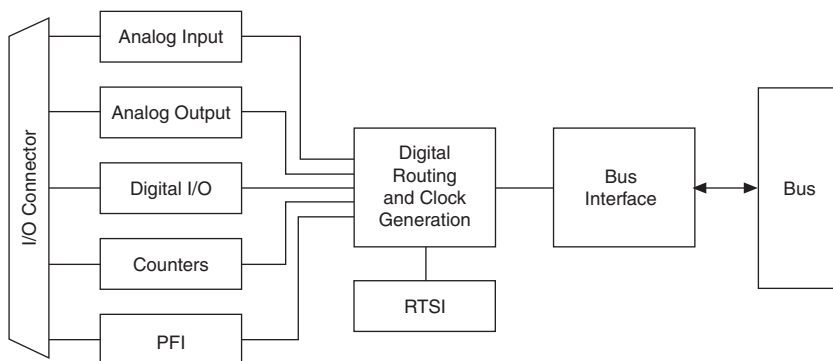 I/O Connector
Analog Input
Analog Output
Digital I/O
Counters
PFI
Digital
Routing
and Clock
Generation
RTSI
Bus
Interface
Bus